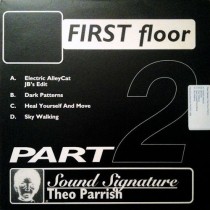 FIRST floor
A. Electric AlleyCat
JB's Edit
B. Dark Patterns
C. Heal Yourself And Move
D. Sky Walking
PART 2
Sound Signature
Theo Parrish